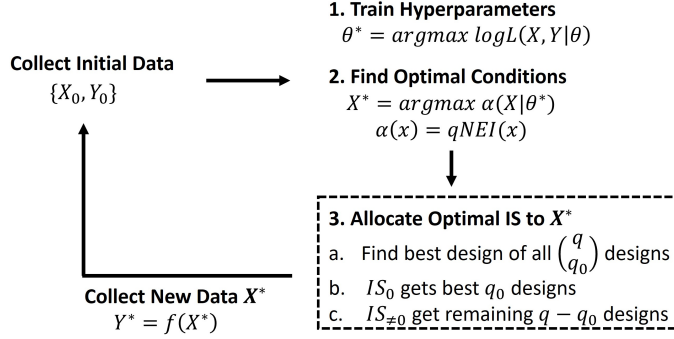 Collect Initial Data
{X₀, Y₀}
1. Train Hyperparameters
θ* = argmax logL(X, Y|θ)
2. Find Optimal Conditions
X* = argmax α(X|θ*)
α(x) = qNEI(x)
3. Allocate Optimal IS to X*
a. Find best design of all (q q₀) designs
b. IS₀ gets best q₀ designs
c. IS≠₀ get remaining q − q₀ designs
Collect New Data X*
Y* = f(X*)